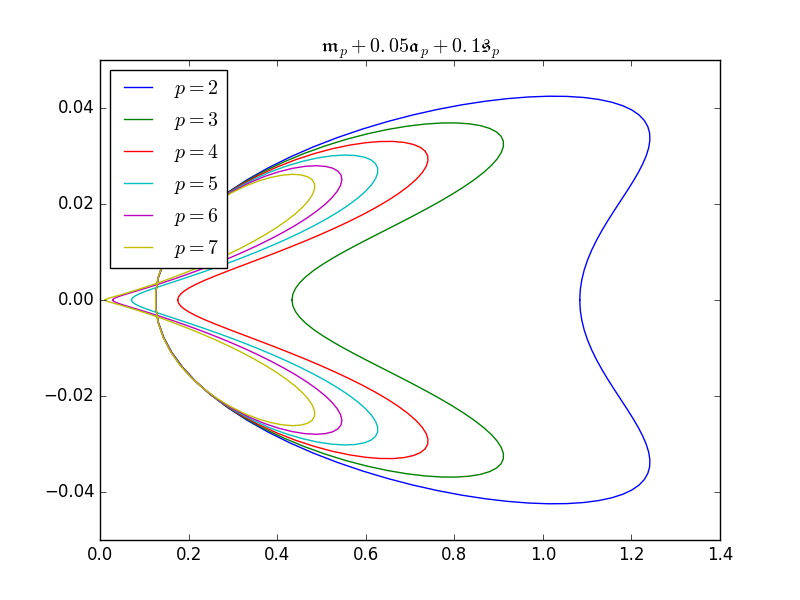 𝔪_p + 0.05𝔞_p + 0.1𝔰̂_p
p = 2
p = 3
p = 4
p = 5
p = 6
p = 7
0.04
0.02
0.00
−0.02
−0.04
0.0 0.2 0.4 0.6 0.8 1.0 1.2 1.4